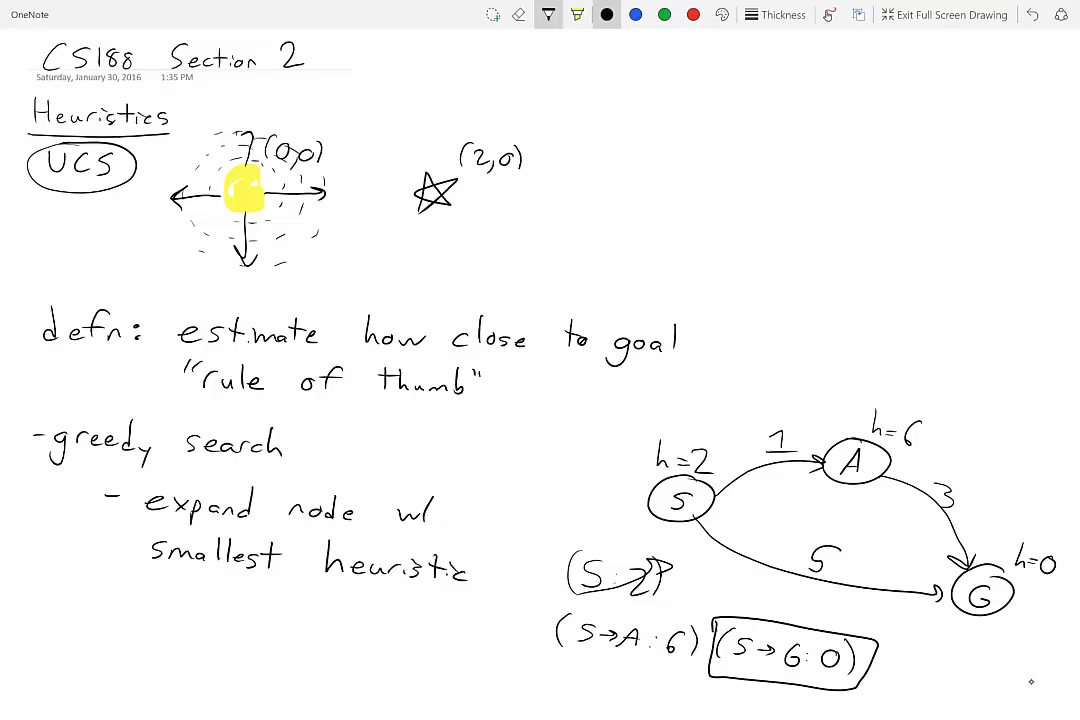 OneNote
Thickness
Exit Full Screen Drawing
CS188 Section 2
Saturday, January 30, 2016 1:35 PM
Heuristics
UCS
(0,0)
(2,0)
defn: estimate how close to goal
"rule of thumb"
- greedy search
- expand node w/
smallest heuristic
h=6
1
A
h=2
S
3
5
h=0
G
(S:2)
(S→A:6) (S→G:0)